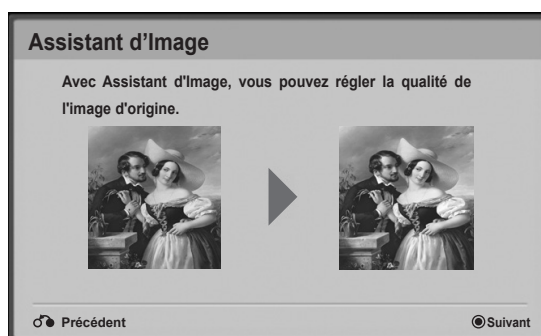 Assistant d’Image
Avec Assistant d'Image, vous pouvez régler la qualité de
l'image d'origine.
Précédent
Suivant